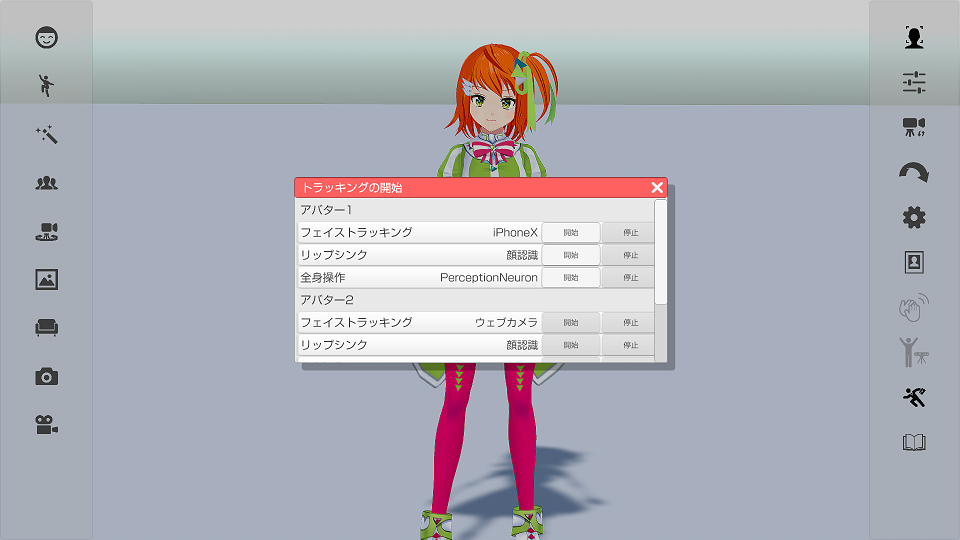 トラッキングの開始
アバター1
フェイストラッキング iPhoneX 開始 停止
リップシンク 顔認識 開始 停止
全身操作 PerceptionNeuron 開始 停止
アバター2
フェイストラッキング ウェブカメラ 開始 停止
リップシンク 顔認識 開始 停止